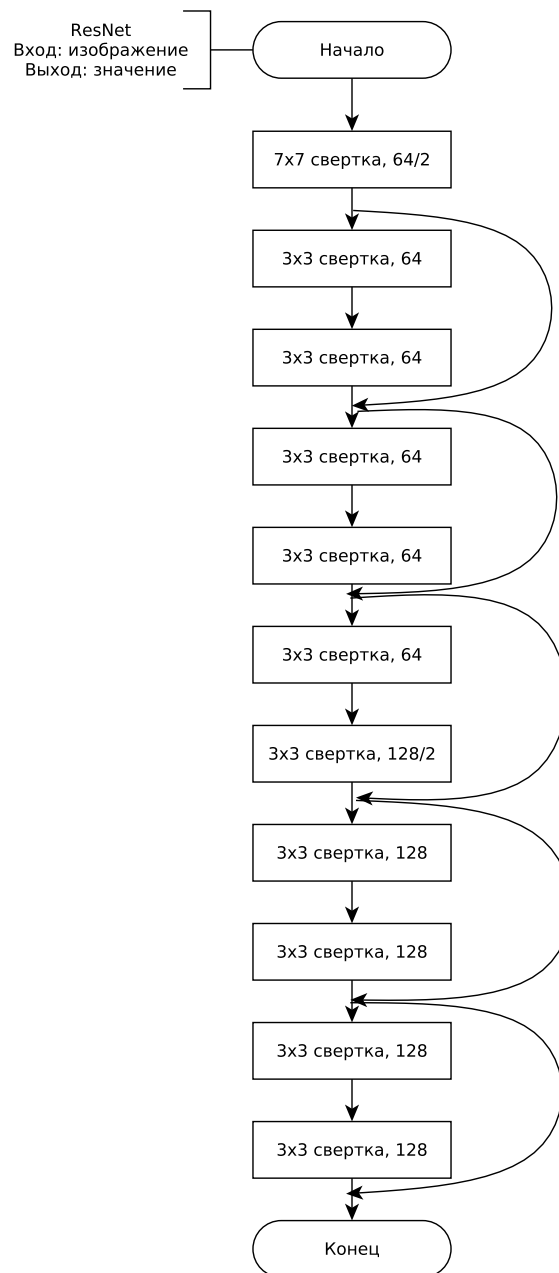 ResNet
Вход: изображение
Выход: значение
Начало
7x7 свертка, 64/2
3x3 свертка, 64
3x3 свертка, 64
3x3 свертка, 64
3x3 свертка, 64
3x3 свертка, 64
3x3 свертка, 128/2
3x3 свертка, 128
3x3 свертка, 128
3x3 свертка, 128
3x3 свертка, 128
Конец